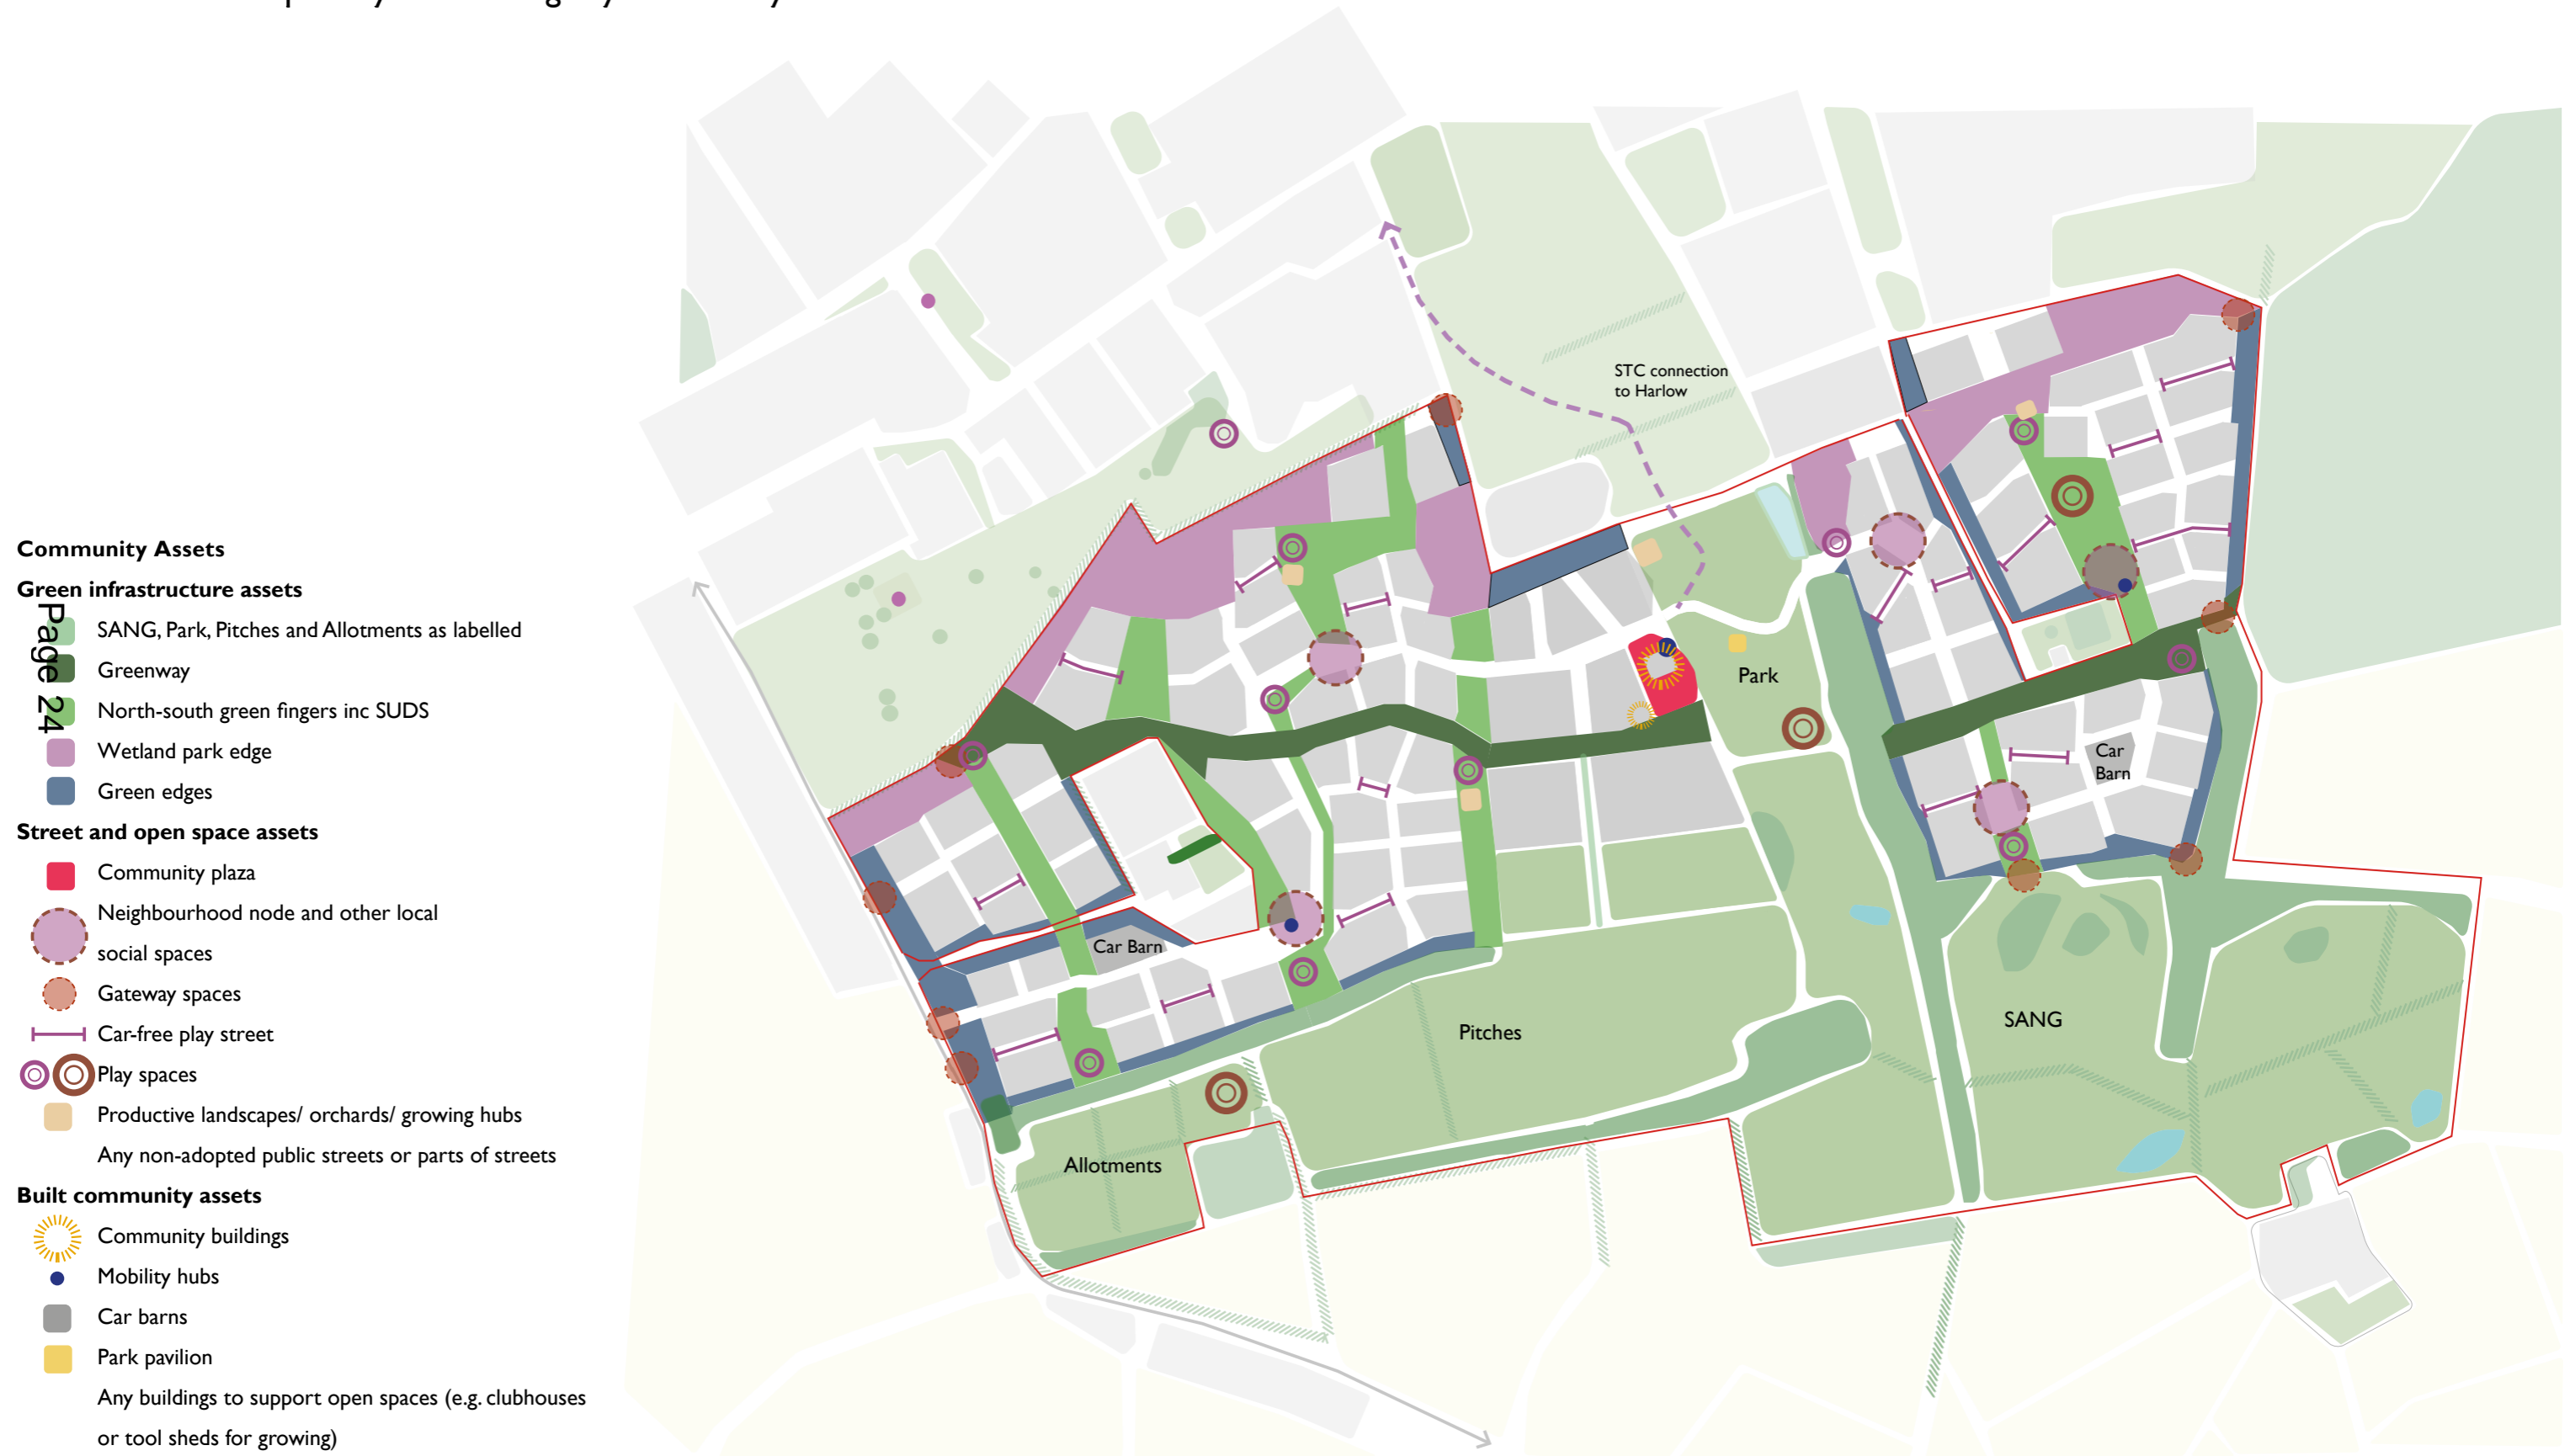 Community Assets
Green infrastructure assets
SANG, Park, Pitches and Allotments as labelled
Greenway
North-south green fingers inc SUDS
Wetland park edge
Green edges
Street and open space assets
Community plaza
Neighbourhood node and other local
social spaces
Gateway spaces
Car-free play street
Play spaces
Productive landscapes/ orchards/ growing hubs
Any non-adopted public streets or parts of streets
Built community assets
Community buildings
Mobility hubs
Car barns
Park pavilion
Any buildings to support open spaces (e.g. clubhouses
or tool sheds for growing)
Page 24
STC connection
to Harlow
Park
Car
Barn
Car Barn
Pitches
SANG
Allotments